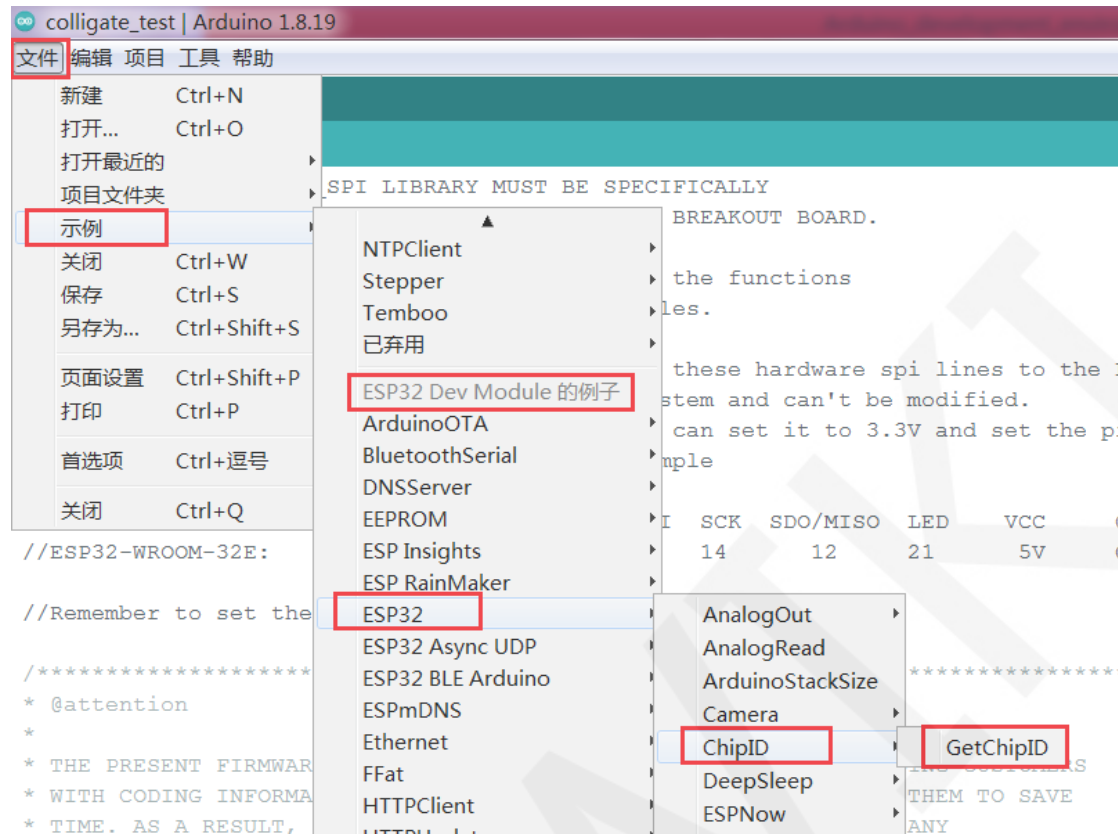 colligate_test | Arduino 1.8.19
文件 编辑 项目 工具 帮助
新建 Ctrl+N
打开... Ctrl+O
打开最近的
项目文件夹
示例
关闭 Ctrl+W
保存 Ctrl+S
另存为... Ctrl+Shift+S
页面设置 Ctrl+Shift+P
打印 Ctrl+P
首选项 Ctrl+逗号
关闭 Ctrl+Q
NTPClient
Stepper
Temboo
已弃用
ESP32 Dev Module 的例子
ArduinoOTA
BluetoothSerial
DNSServer
EEPROM
ESP Insights
ESP RainMaker
ESP32
ESP32 Async UDP
ESP32 BLE Arduino
ESPmDNS
Ethernet
FFat
HTTPClient
AnalogOut
AnalogRead
ArduinoStackSize
Camera
ChipID
DeepSleep
ESPNow
GetChipID
_SPI LIBRARY MUST BE SPECIFICALLY
BREAKOUT BOARD.
the functions
les.
these hardware spi lines to the
stem and can't be modified.
can set it to 3.3V and set the
mple
SCK SDO/MISO LED VCC
//ESP32-WROOM-32E: 14 12 21 5V
//Remember to set the
/*********************
* @attention
*
* THE PRESENT FIRMWAR CUSTOMERS
* WITH CODING INFORMA THEM TO SAVE
* TIME. AS A RESULT, ANY
WIKI